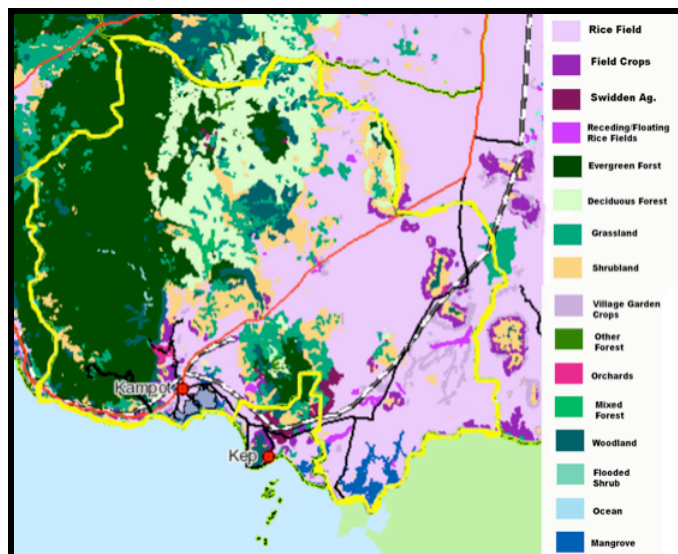 Rice Field
Field Crops
Swidden Ag.
Receding/Floating
Rice Fields
Evergreen Forst
Deciduous Forest
Grassland
Shrubland
Village Garden
Crops
Other
Forest
Orchards
Mixed
Forest
Woodland
Flooded
Shrub
Ocean
Mangrove
Kampot
Kep